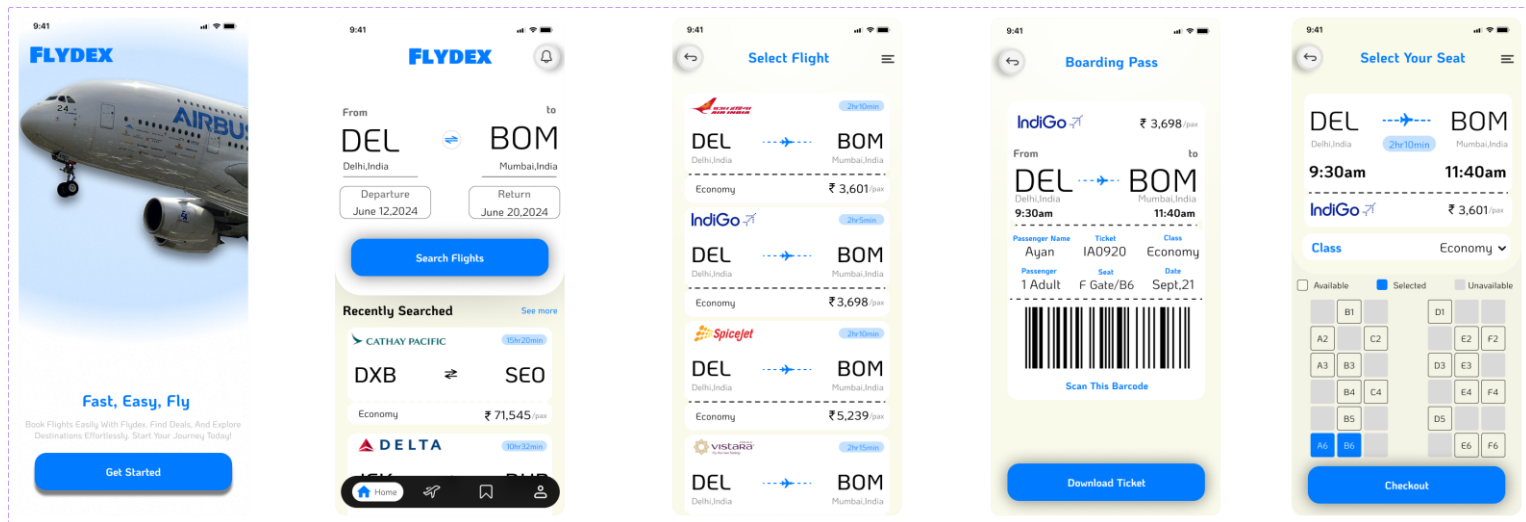 9:41
FLYDEX
24
AIRBUS
Fast, Easy, Fly
Book Flights Easily With Flydex. Find Deals, And Explore
Destinations Effortlessly. Start Your Journey Today!
Get Started
9:41
FLYDEX
From to
DEL BOM
Delhi,India Mumbai,India
Departure Return
June 12,2024 June 20,2024
Search Flights
Recently Searched See more
CATHAY PACIFIC 15hr20min
DXB SEO
Economy ₹ 71,545/pax
DELTA 10hr32min
Home
9:41
Select Flight
AIR INDIA 2hr10min
DEL BOM
Delhi,India Mumbai,India
Economy ₹ 3,601/pax
IndiGo 2hr5min
DEL BOM
Delhi,India Mumbai,India
Economy ₹3,698/pax
SpiceJet 2hr10min
DEL BOM
Delhi,India Mumbai,India
Economy ₹5,239/pax
VISTARA 2hr15min
DEL BOM
Delhi,India Mumbai,India
9:41
Boarding Pass
IndiGo ₹ 3,698/pax
From to
DEL BOM
Delhi,India Mumbai,India
9:30am 11:40am
Passenger Name Ticket Class
Ayan IA0920 Economy
Passenger Seat Date
1 Adult F Gate/B6 Sept,21
Scan This Barcode
Download Ticket
9:41
Select Your Seat
DEL BOM
Delhi,India 2hr10min Mumbai,India
9:30am 11:40am
IndiGo ₹ 3,601/pax
Class Economy
Available Selected Unavailable
B1 D1
A2 C2 E2 F2
A3 B3 D3 E3
B4 C4 E4 F4
B5 D5
A6 B6 E6 F6
Checkout